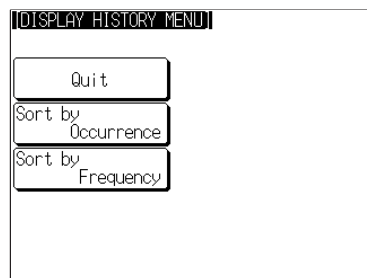 [DISPLAY HISTORY MENU]
Quit
Sort by
Occurrence
Sort by
Frequency